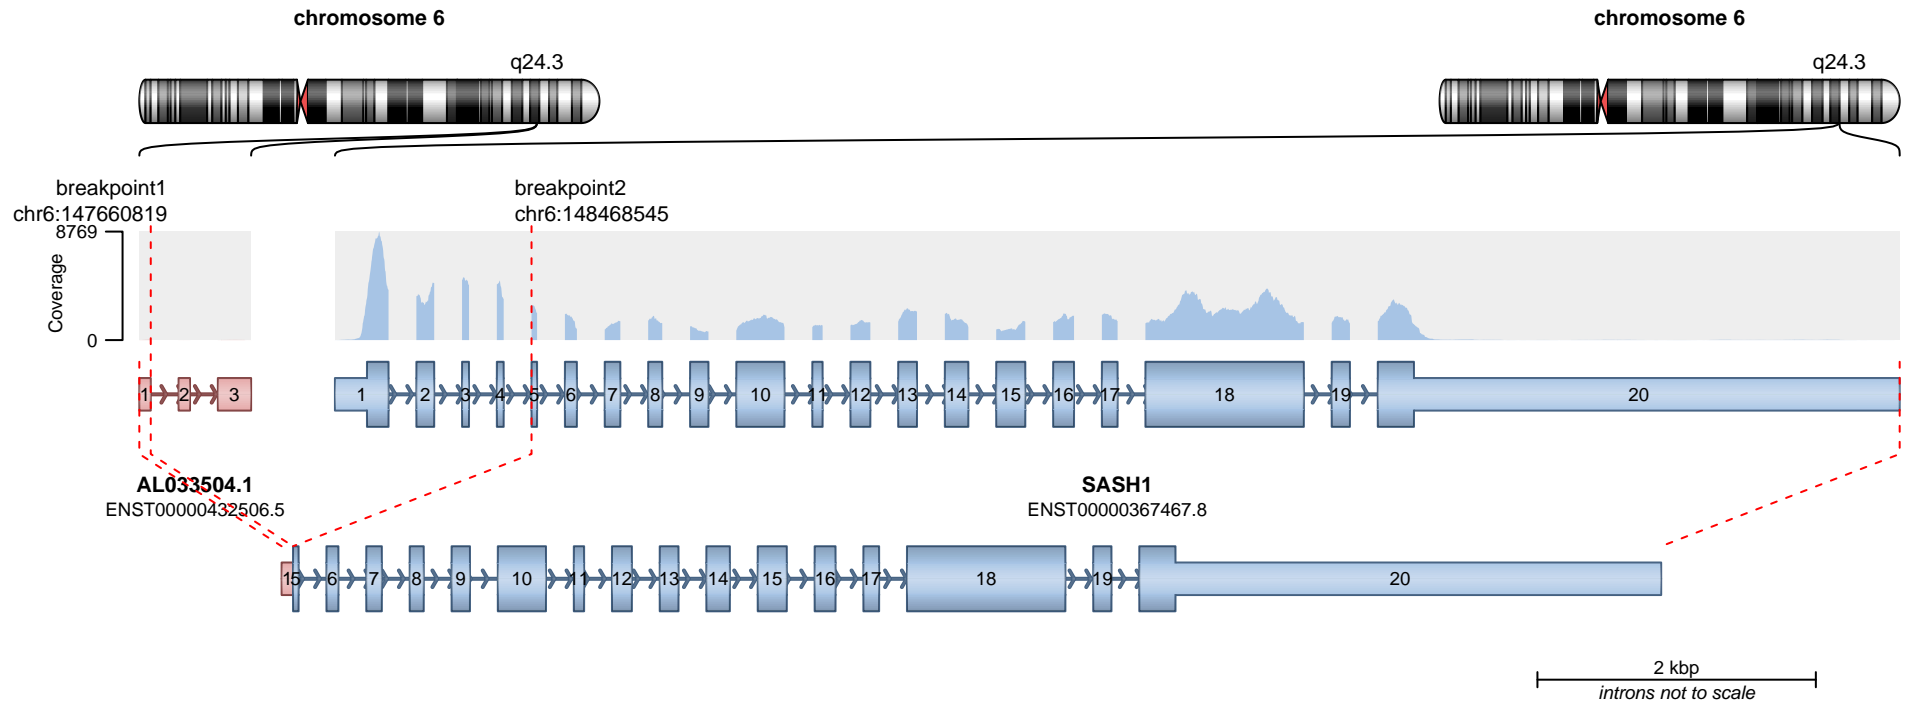 chromosome 6
chromosome 6
q24.3
q24.3
breakpoint1
chr6:147660819
breakpoint2
chr6:148468545
8769
Coverage
0
1 2 3
1 2 3 4 5 6 7 8 9 10 11 12 13 14 15 16 17 18 19 20
AL033504.1
ENST00000432506.5
SASH1
ENST00000367467.8
1 5 6 7 8 9 10 11 12 13 14 15 16 17 18 19 20
2 kbp
introns not to scale